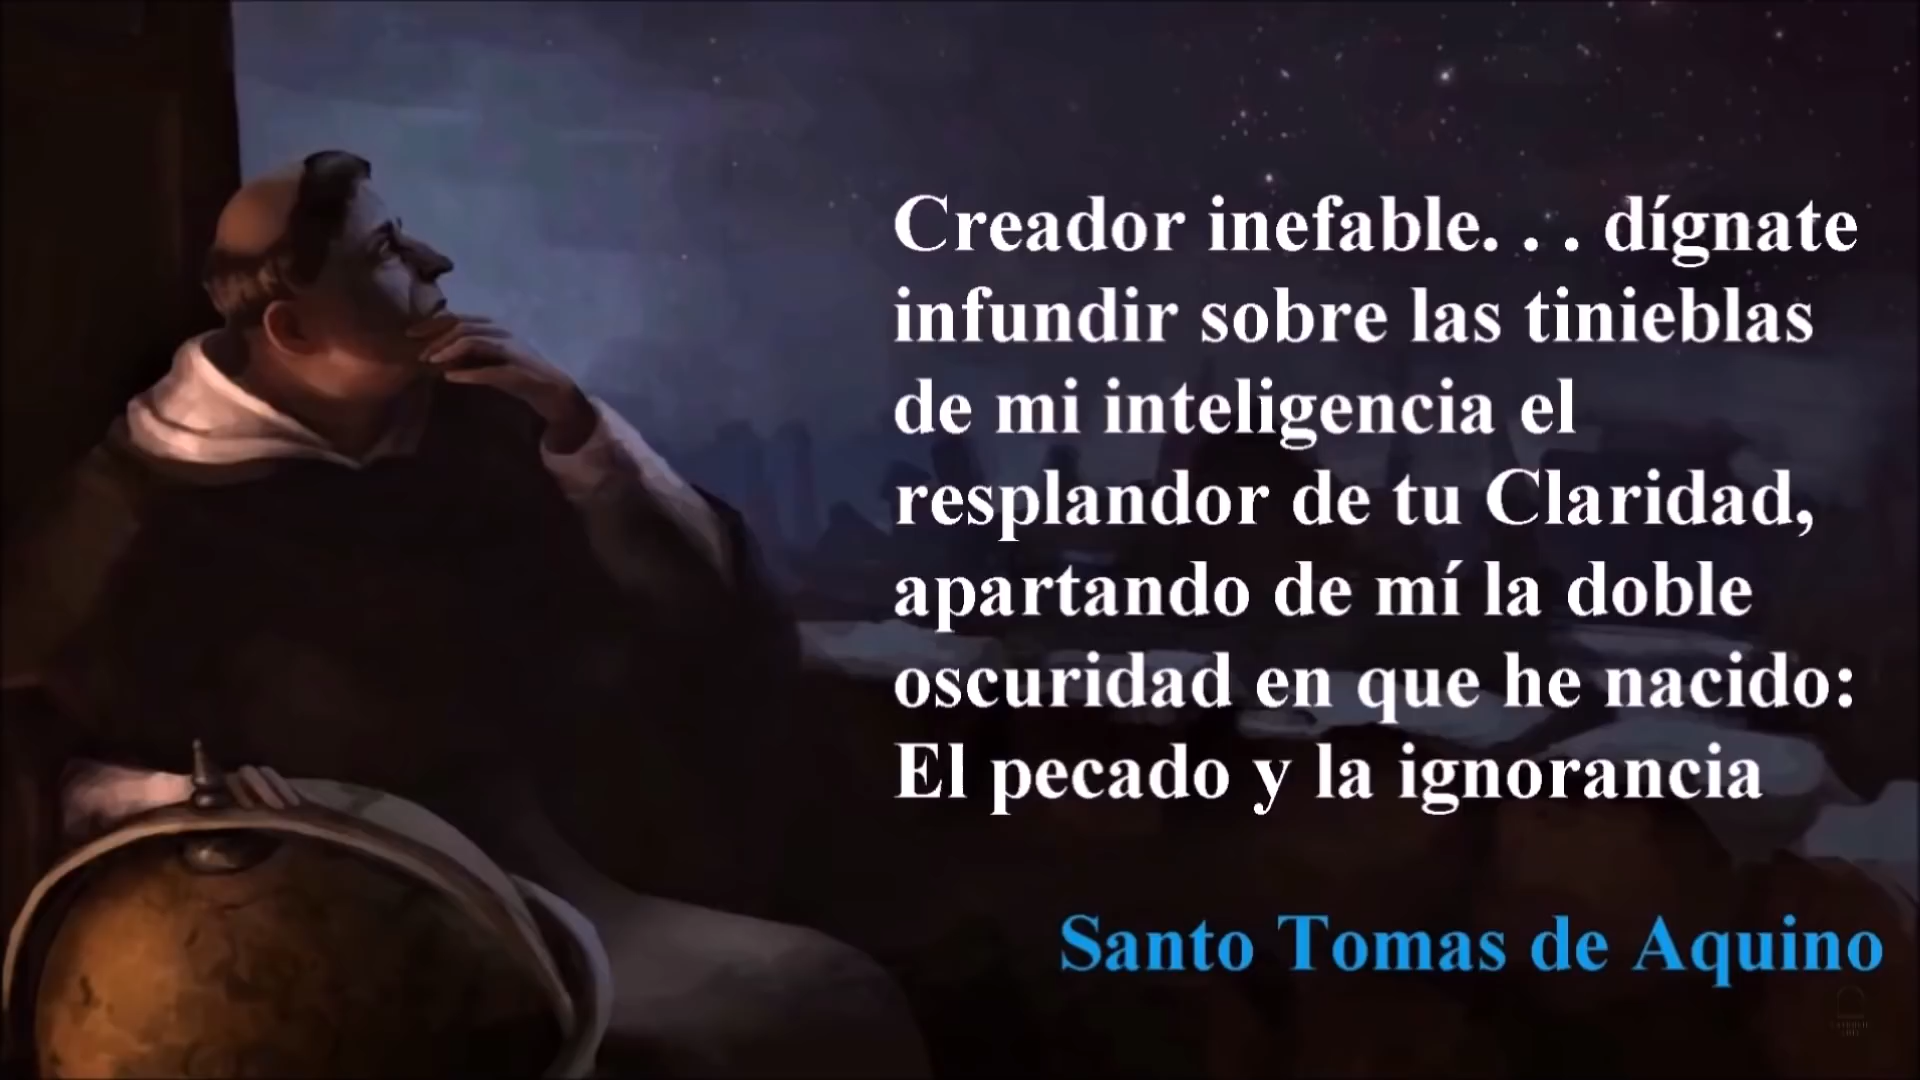 Creador inefable. . . dígnate
infundir sobre las tinieblas
de mi inteligencia el
resplandor de tu Claridad,
apartando de mí la doble
oscuridad en que he nacido:
El pecado y la ignorancia
Santo Tomas de Aquino